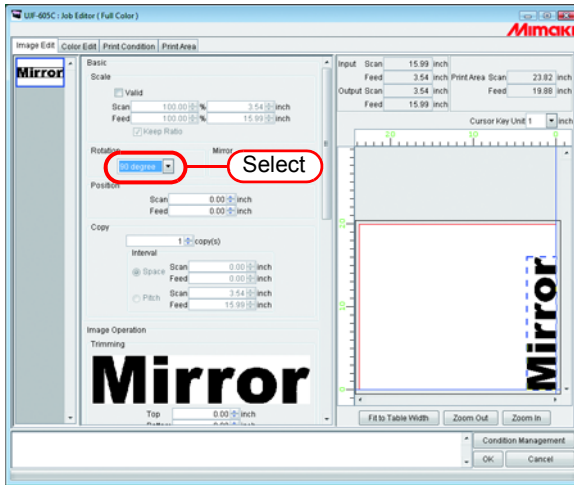 UJF-605C : Job Editor ( Full Color )
Mimaki
Image Edit Color Edit Print Condition Print Area
Mirror
Basic
Scale
Valid
Scan 100.00 % 3.54 inch
Feed 100.00 % 15.99 inch
Keep Ratio
Rotation Mirror
90 degree
Select
Position
Scan 0.00 inch
Feed 0.00 inch
Copy
1 copy(s)
Interval
Space Scan 0.00 inch
Feed 0.00 inch
Pitch Scan 3.54 inch
Feed 15.99 inch
Image Operation
Trimming
Mirror
Top 0.00 inch
Input Scan 15.99 inch
Feed 3.54 inch Print Area Scan 23.82 inch
Output Scan 3.54 inch Feed 19.88 inch
Feed 15.99 inch
Cursor Key Unit 1 inch
20 10 0
20
10
0
Mirror
Fit to Table Width Zoom Out Zoom In
Condition Management
OK Cancel